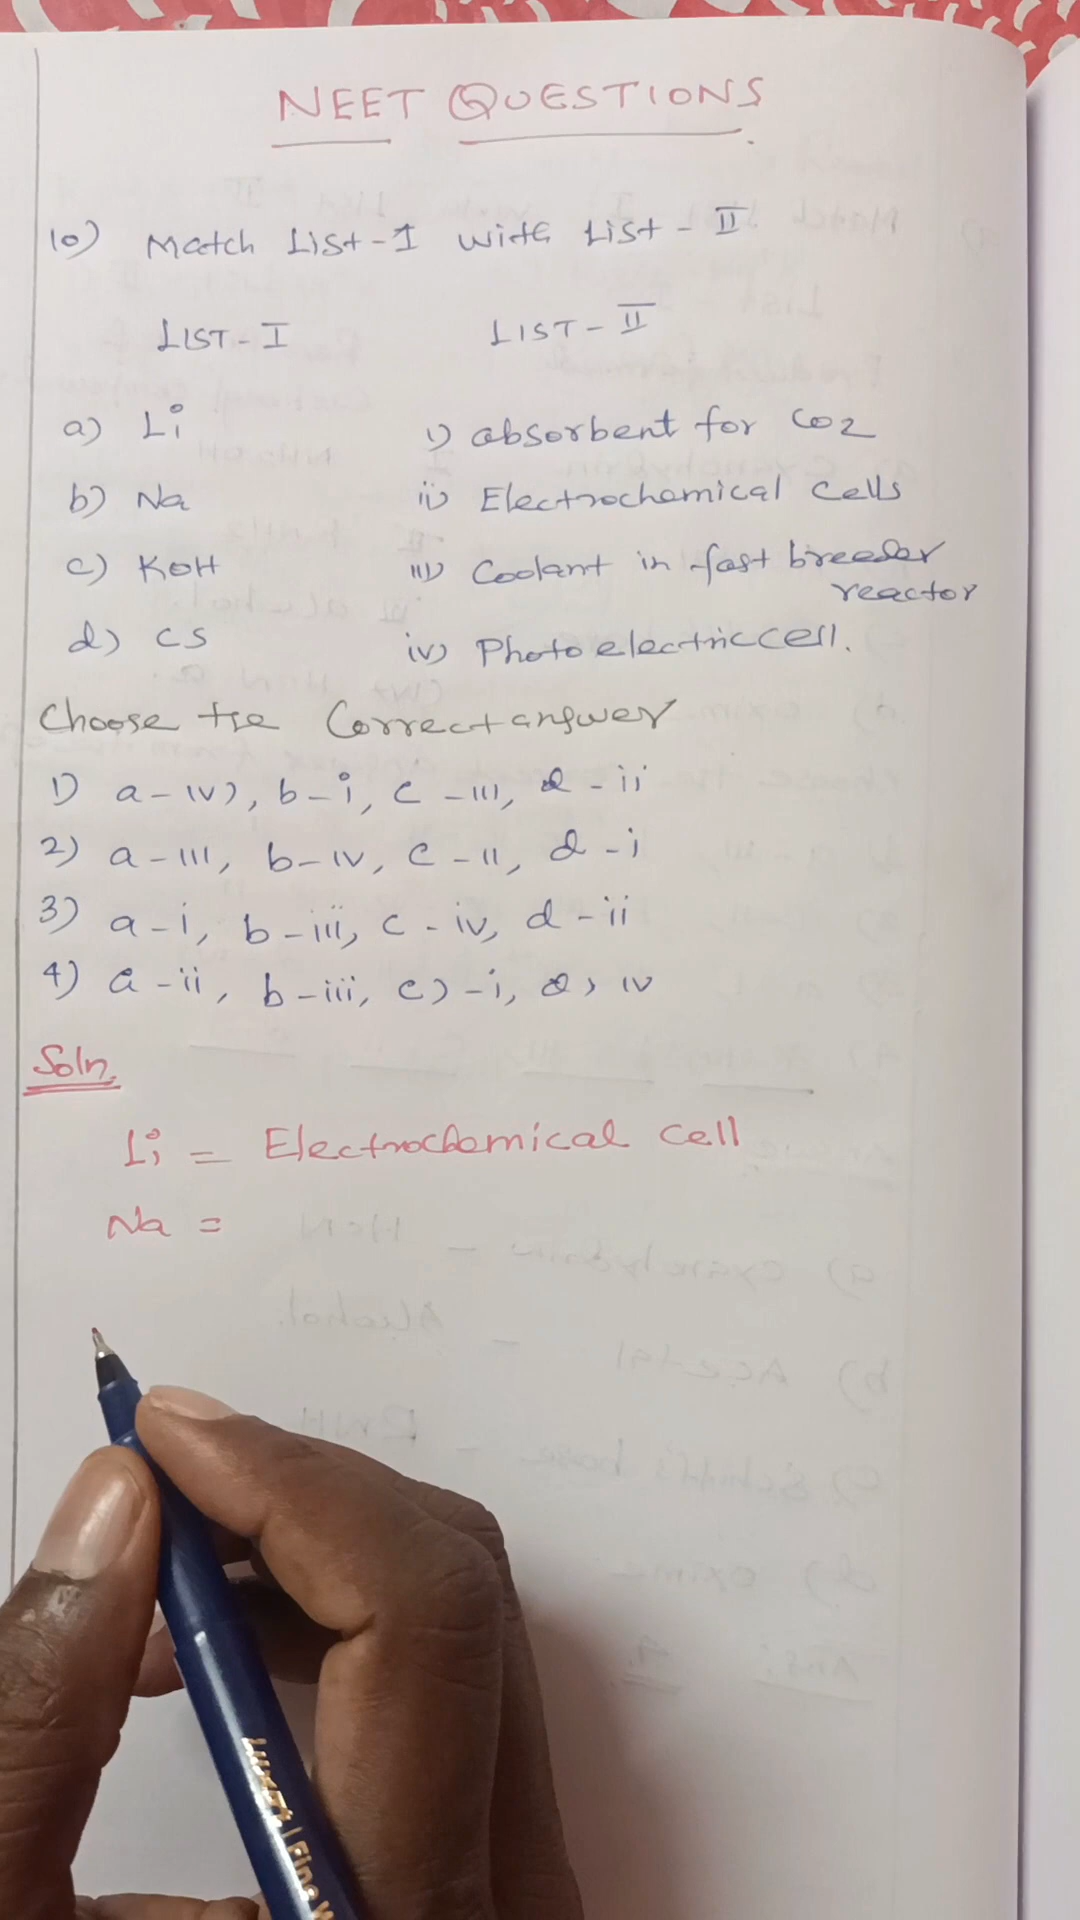 NEET QUESTIONS
10) Match List-I with List-II
LIST-I LIST-II
a) Li i) absorbent for CO2
b) Na ii) Electrochemical cells
c) KOH iii) Coolant in fast breeder
reactor
d) CS iv) Photo electric cell.
Choose the Correct answer
1) a-iv), b-i, c-III, d-ii
2) a-III, b-IV, c-II, d-i
3) a-i, b-iii, c-iv, d-ii
4) a-ii, b-iii, c)-i, d, iv
Soln.
Li = Electrochemical cell
Na =